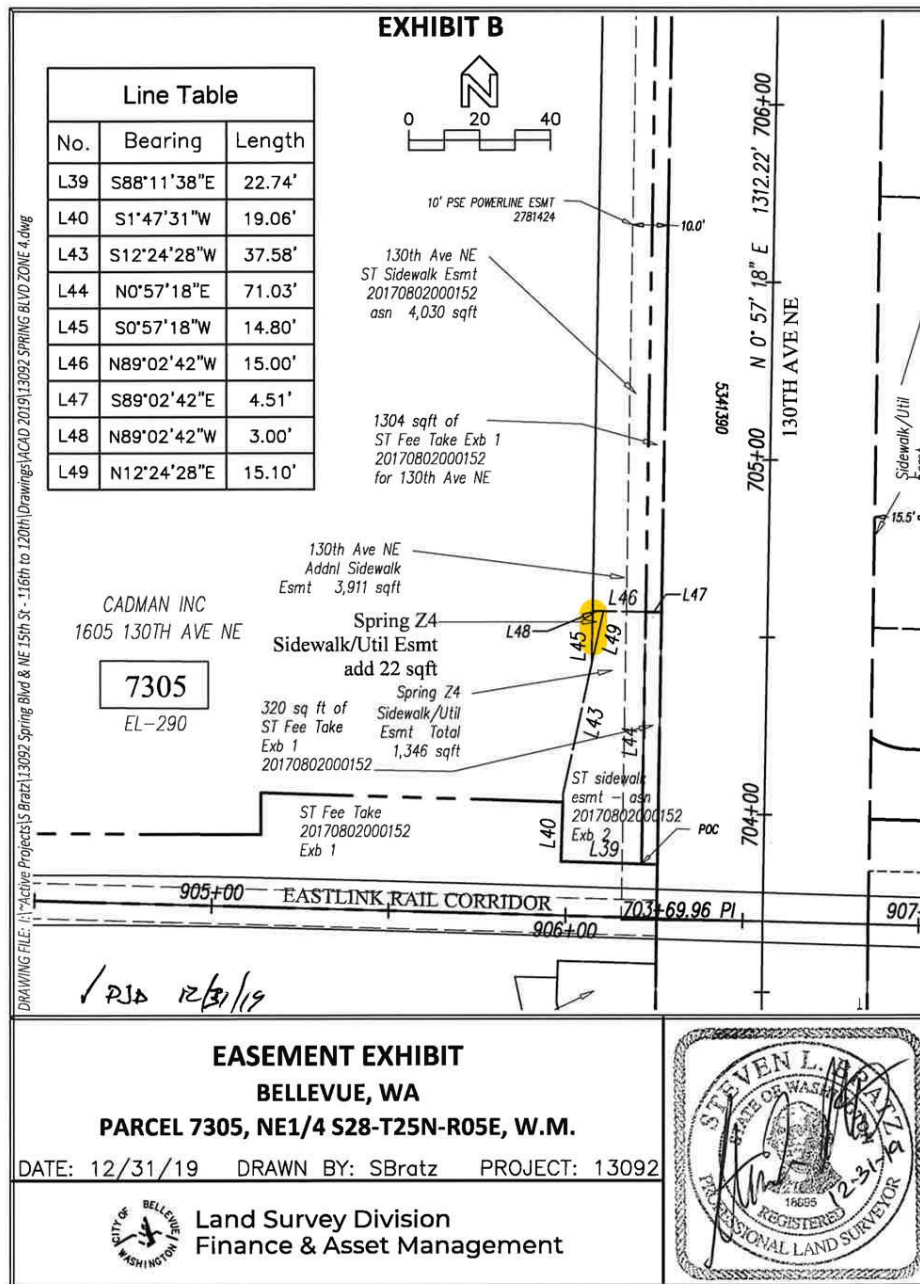 EXHIBIT B
Line Table
No. Bearing Length
L39 S88°11'38"E 22.74'
L40 S1°47'31"W 19.06'
L43 S12°24'28"W 37.58'
L44 N0°57'18"E 71.03'
L45 S0°57'18"W 14.80'
L46 N89°02'42"W 15.00'
L47 S89°02'42"E 4.51'
L48 N89°02'42"W 3.00'
L49 N12°24'28"E 15.10'
N
0 20 40
10' PSE POWERLINE ESMT
2781424
10.0'
130th Ave NE
ST Sidewalk Esmt
20170802000152
asn 4,030 sqft
1304 sqft of
ST Fee Take Exb 1
20170802000152
for 130th Ave NE
5341390
N 0° 57' 18" E 1312.22'
706+00
130TH AVE NE
705+00
704+00
Sidewalk/Util
15.5'
130th Ave NE
Addnl Sidewalk
Esmt 3,911 sqft
L46
L47
L48
L45
L49
Spring Z4
Sidewalk/Util Esmt
add 22 sqft
CADMAN INC
1605 130TH AVE NE
7305
EL-290
Spring Z4
Sidewalk/Util
Esmt Total
1,346 sqft
320 sq ft of
ST Fee Take
Exb 1
20170802000152
L43
L44
ST sidewalk
esmt - asn
20170802000152
Exb 2
POC
L40
L39
ST Fee Take
20170802000152
Exb 1
905+00
EASTLINK RAIL CORRIDOR
906+00
703+69.96 PI
907
DRAWING FILE: I:\~Active Projects\S Bratz\13092 Spring Blvd & NE 15th St - 116th to 120th\Drawings\ACAD 2019\13092 SPRING BLVD ZONE 4.dwg
12/31/19
EASEMENT EXHIBIT
BELLEVUE, WA
PARCEL 7305, NE1/4 S28-T25N-R05E, W.M.
DATE: 12/31/19 DRAWN BY: SBratz PROJECT: 13092
CITY OF BELLEVUE
WASHINGTON
Land Survey Division
Finance & Asset Management
STEVEN L. BRATZ
STATE OF WASHINGTON
18895
REGISTERED
PROFESSIONAL LAND SURVEYOR
12-31-19